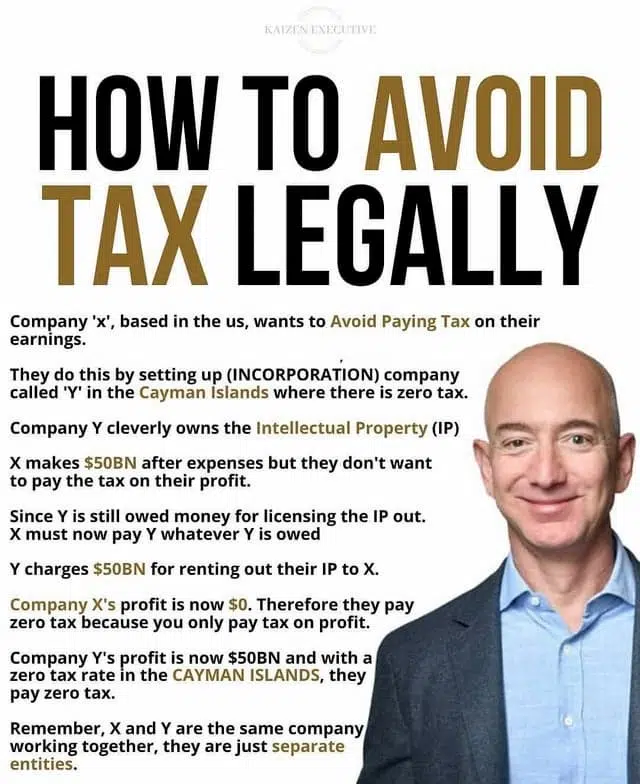 KAIZEN EXECUTIVE
HOW TO AVOID
TAX LEGALLY
Company 'x', based in the us, wants to Avoid Paying Tax on their
earnings.
They do this by setting up (INCORPORATION) company
called 'Y' in the Cayman Islands where there is zero tax.
Company Y cleverly owns the Intellectual Property (IP)
X makes $50BN after expenses but they don't want
to pay the tax on their profit.
Since Y is still owed money for licensing the IP out.
X must now pay Y whatever Y is owed
Y charges $50BN for renting out their IP to X.
Company X's profit is now $0. Therefore they pay
zero tax because you only pay tax on profit.
Company Y's profit is now $50BN and with a
zero tax rate in the CAYMAN ISLANDS, they
pay zero tax.
Remember, X and Y are the same company
working together, they are just separate
entities.